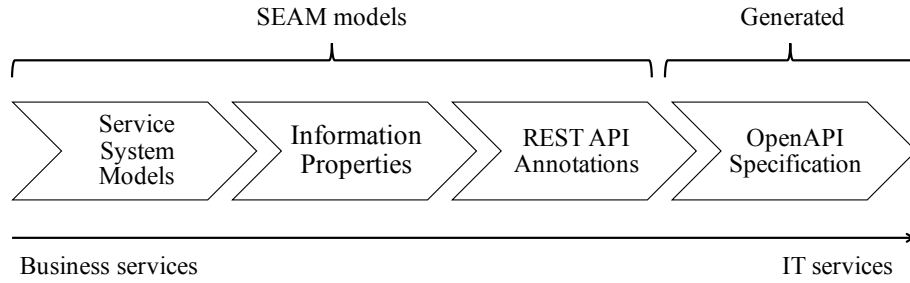 SEAM models
Generated
Service
System
Models
Information
Properties
REST API
Annotations
OpenAPI
Specification
Business services
IT services